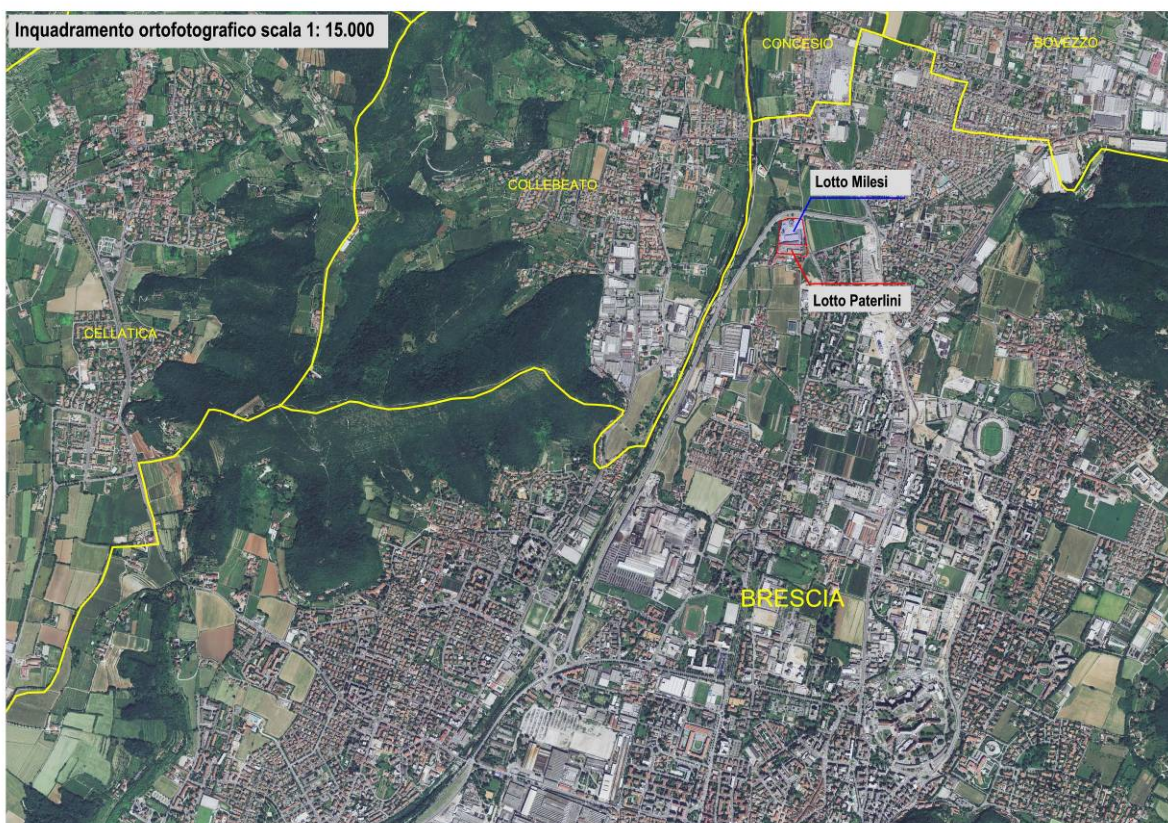 Inquadramento ortofotografico scala 1: 15.000
CONCESIO
BOVEZZO
Lotto Milesi
COLLEBEATO
Lotto Paterlini
CELLATICA
BRESCIA